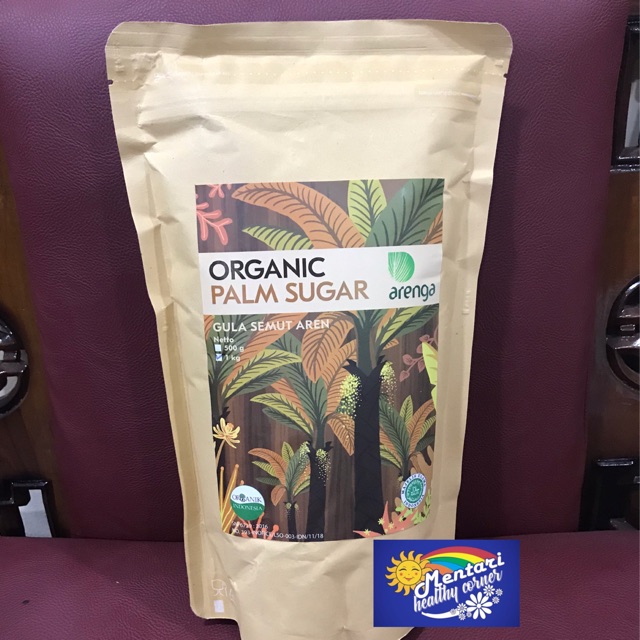 ORGANIC
PALM SUGAR
arenga
GULA SEMUT AREN
Netto
500 g
1 kg
ORGANIK
INDONESIA
Mentari
healthy corner